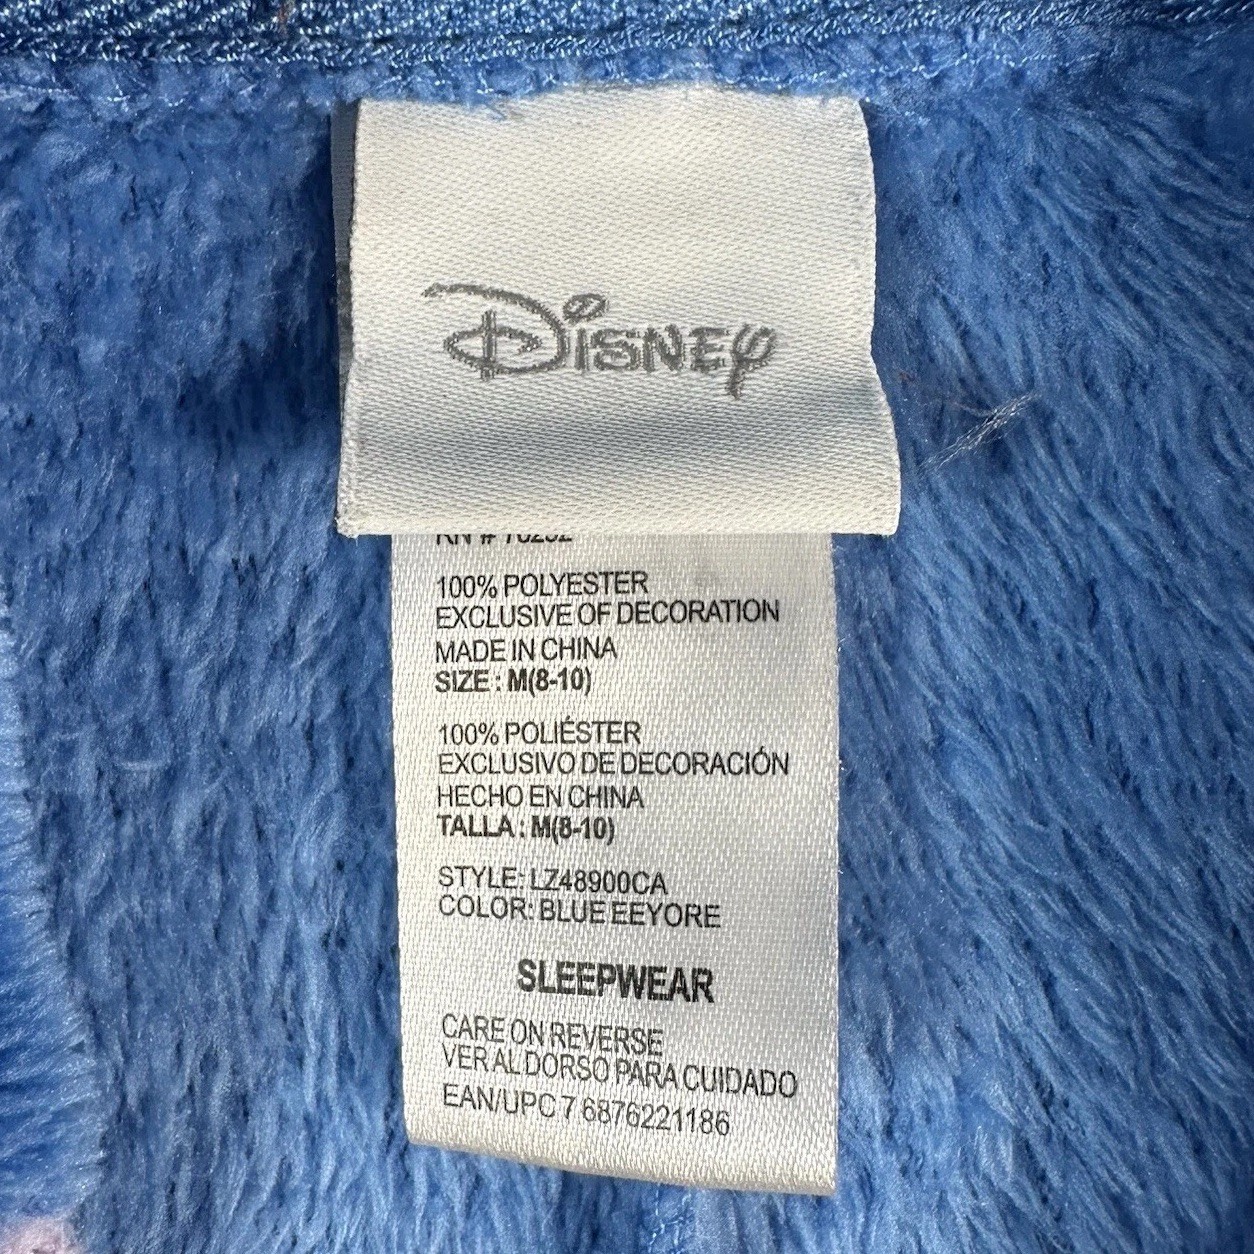 Disney
RN # 70252
100% POLYESTER
EXCLUSIVE OF DECORATION
MADE IN CHINA
SIZE : M(8-10)
100% POLIÉSTER
EXCLUSIVO DE DECORACIÓN
HECHO EN CHINA
TALLA : M(8-10)
STYLE: LZ48900CA
COLOR: BLUE EEYORE
SLEEPWEAR
CARE ON REVERSE
VER AL DORSO PARA CUIDADO
EAN/UPC 7 6876221186